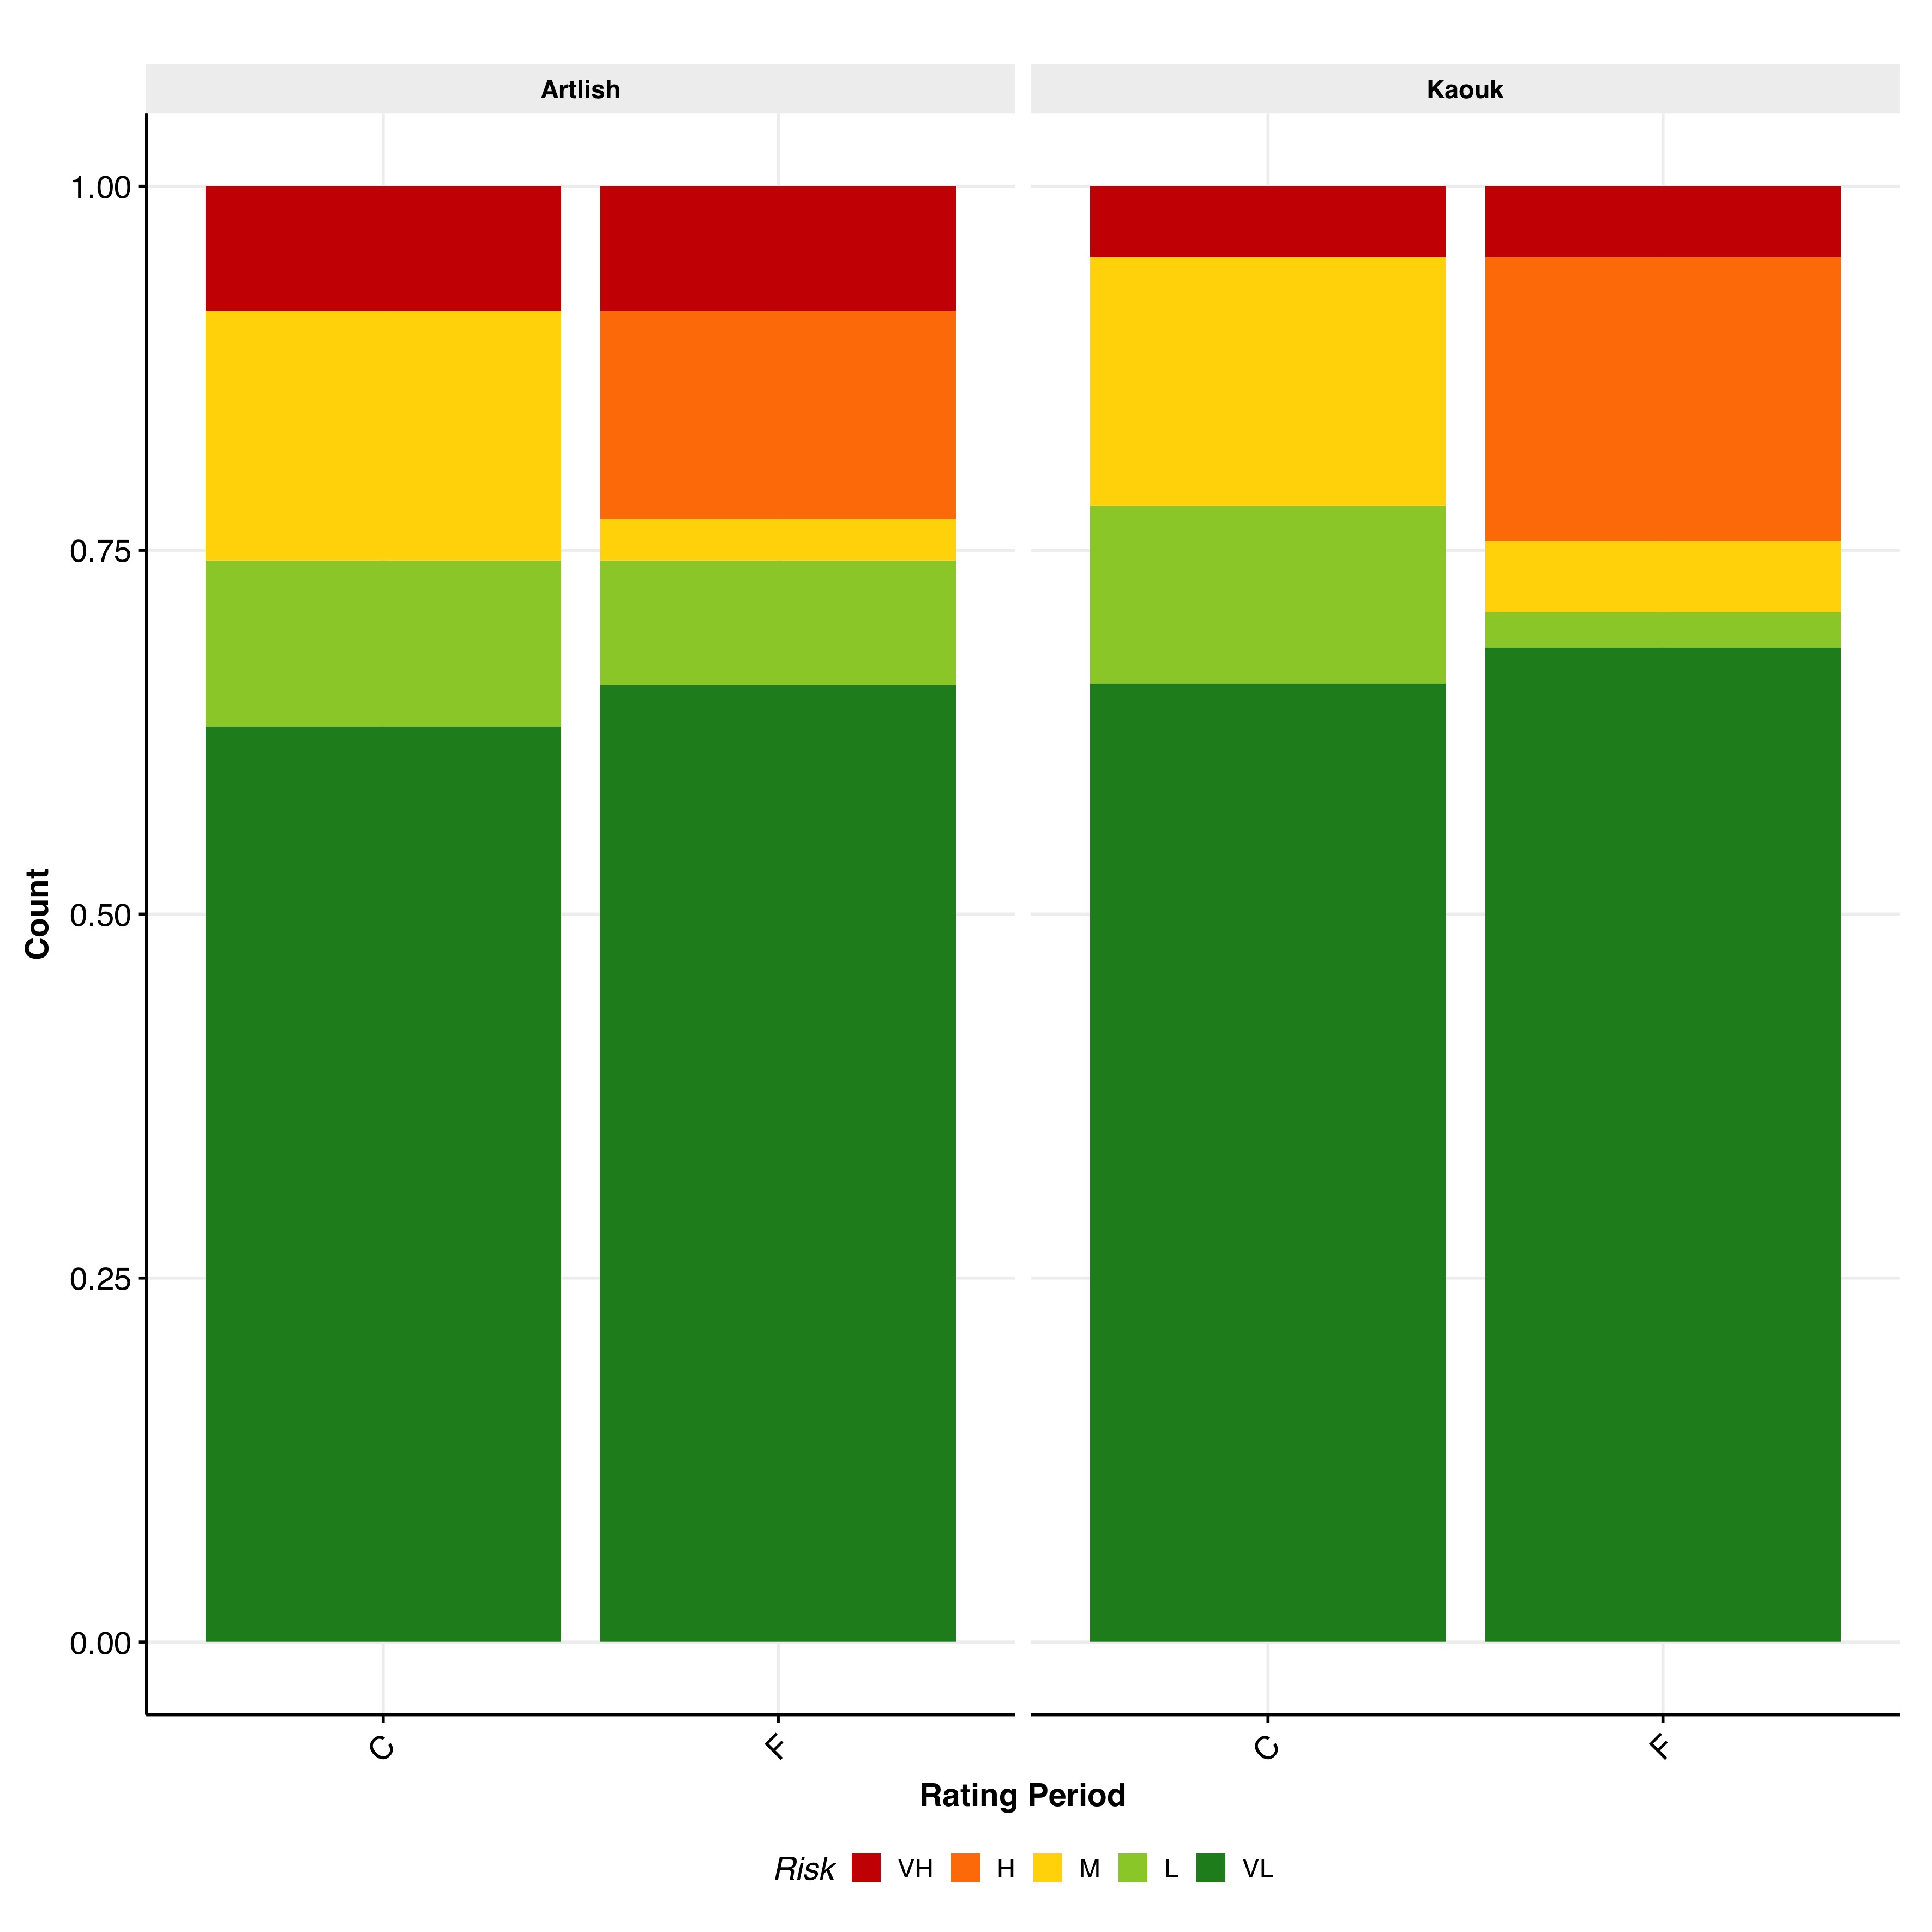 Artlish
Kaouk
1.00
0.75
0.50
0.25
0.00
Count
C
F
C
F
Rating Period
Risk VH H M L VL